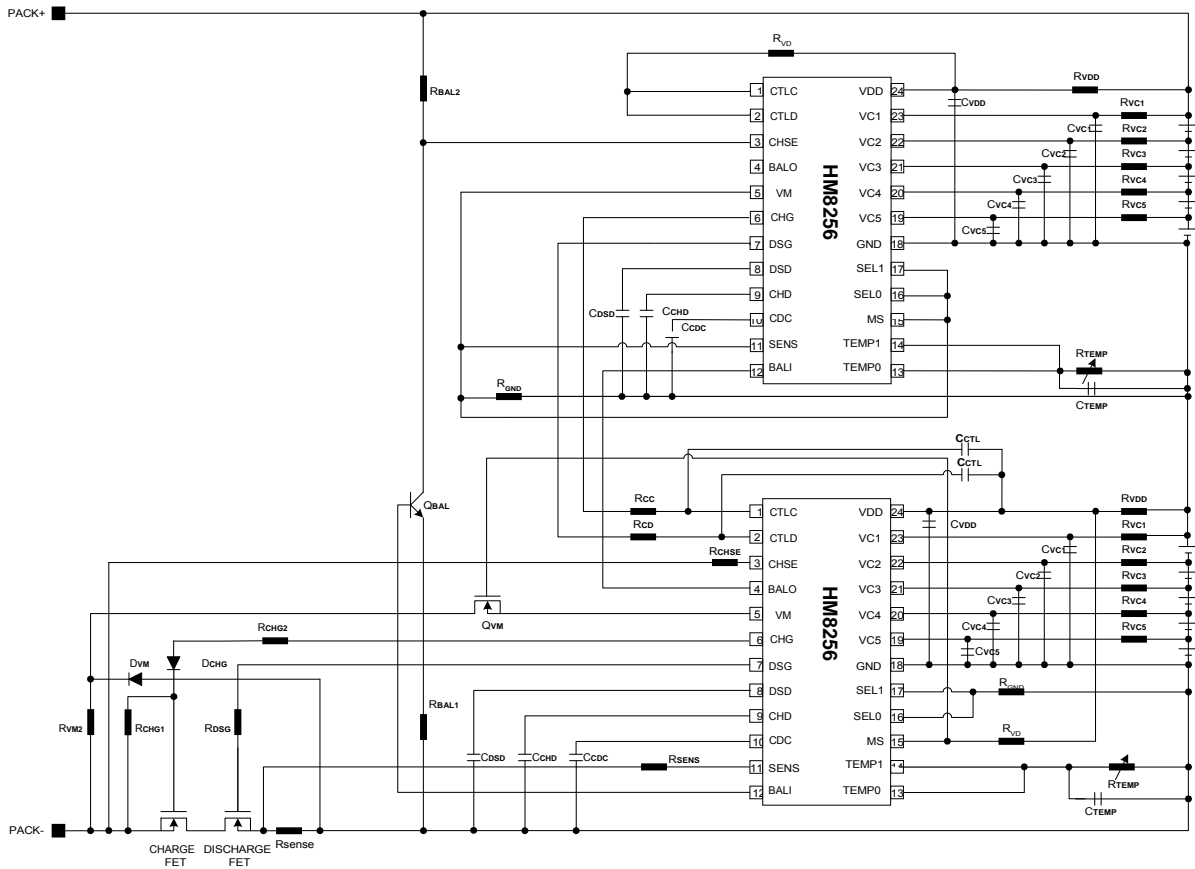 PACK+
RVD
RBAL2
1 CTLC VDD 24
2 CTLD VC1 23
3 CHSE VC2 22
4 BALO VC3 21
5 VM VC4 20
6 CHG VC5 19
7 DSG GND 18
8 DSD SEL1 17
9 CHD SEL0 16
10 CDC MS 15
11 SENS TEMP1 14
12 BALI TEMP0 13
HM8256
CVDD
RVDD
RVC1
CVC1
RVC2
CVC2
RVC3
CVC3
RVC4
CVC4
RVC5
CVC5
CDSD
CCHD
CCDC
RTEMP
CTEMP
RGND
CCTL
CCTL
QBAL
RCC
RCD
RCHSE
1 CTLC VDD 24
2 CTLD VC1 23
3 CHSE VC2 22
4 BALO VC3 21
5 VM VC4 20
6 CHG VC5 19
7 DSG GND 18
8 DSD SEL1 17
9 CHD SEL0 16
10 CDC MS 15
11 SENS TEMP1 14
12 BALI TEMP0 13
HM8256
RVDD
CVDD
RVC1
CVC1
RVC2
CVC2
RVC3
CVC3
RVC4
CVC4
RVC5
CVC5
QVM
RCHG2
DVM
DCHG
RGND
RVM2
RCHG1
RDSG
RBAL1
RVD
CDSD
CCHD
CCDC
RSENS
RTEMP
CTEMP
PACK-
Rsense
CHARGE
FET
DISCHARGE
FET